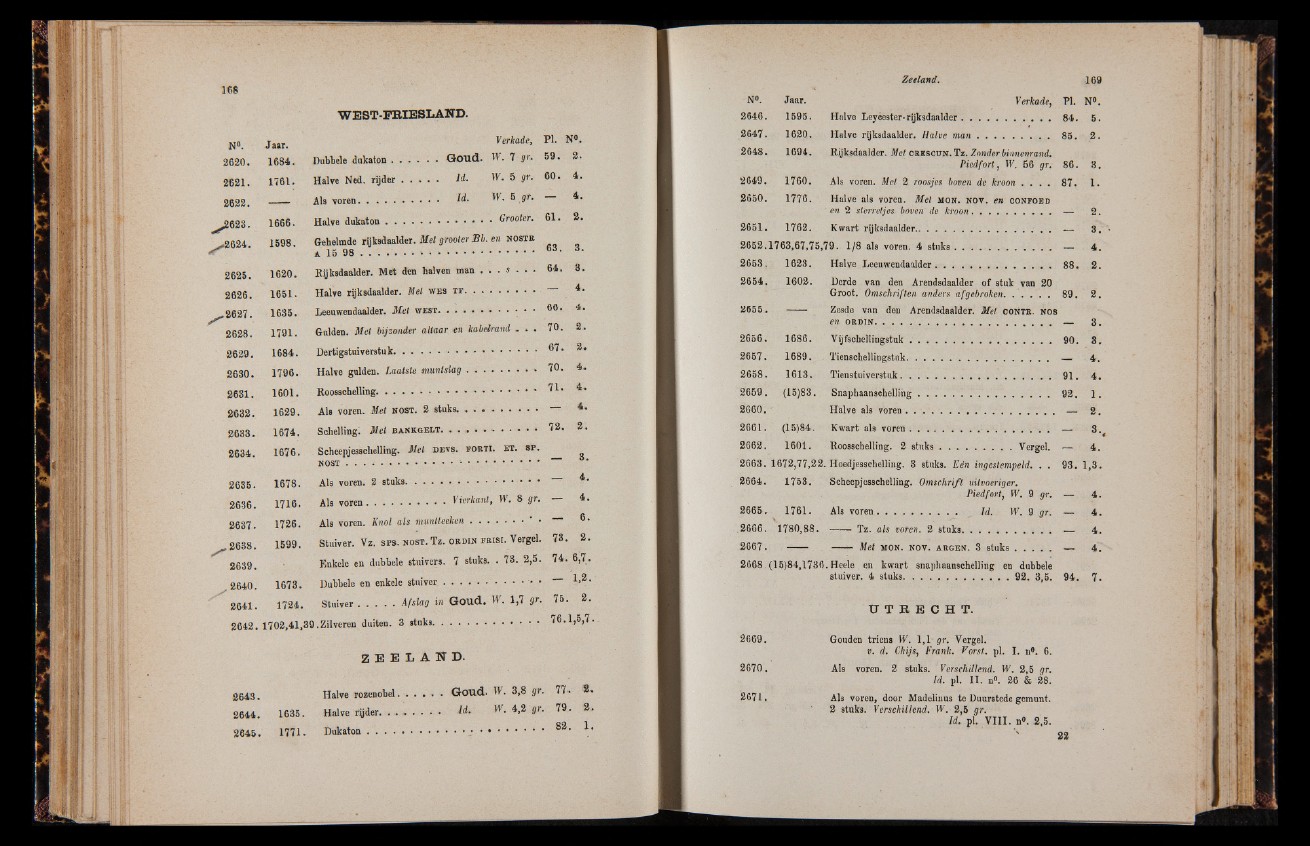 168
WEST-FRIESLAND.
Nº. Jaar. Verkade, Pl. Nº.
2620. 1684. Dubbele dukaton . . . . . . Goud. W. 7 gr. 59. 2.
2621. 1761. Halve Ned. rijder . . . . . Id. W. 5 gr. 60. 4.
2622. —— Als voren. . . . . . . . . . Id. W. 5 gr. — 4.
2623. 1666. Halve dukaton . . . . . . . . . . . . . Grooter. 61. 2.
2624. 1598. Gehelmde rijksdaalder. Met grooter Bb. en NOSTR
A 15 98 . . . . . . . . . . . . . . . . . . . . . 63. 3.
2625. 1620. Rijksdaalder. Met den halven man . . . s . . . 64. 3.
2626. 1651. Halve rijksdaalder. Met WES TF. . . . . . . . . — 4.
2627. 1635. Leeuwendaalder. Met WEST. . . . . . . . . . . . 66. 4.
2628. 1791. Gulden. Met bijzonder altaar en kabelrand . . . 70. 2.
2629. 1684. Dertigstuiverstuk. . . . . . . . . . . . . . . . 67. 2.
2630. 1796. Halve gulden. Laatste muntslag . . . . . . . . . 70. 4.
2631. 1601. Roosschelling. . . . . . . . . . . . . . . . . . 71. 4.
2632. 1629. Als voren. Met NOST. 2 stuks. . . . . . . . . . — 4.
2633. 1674. Schelling. Met BANKGELT. . . . . . . . . . . . 72. 2.
2634. 1676. Scheepjesschelling. Met DEVS. FORTI. ET. SP.
NOST . . . . . . . . . . . . . . . . . . . . . . — 3.
2635. 1678. Als voren. 2 stuks. . . . . . . . . . . . . . . — 4.
2636. 1716. Als voren . . . . . . . . . . Vierkant, W. 8 gr. — 4.
2637. 1726. Als voren. Knol als muntteeken . . . . . . . . . — 6.
2638. 1599. Stuiver. Vz. SPS. NOST. Tz. ORDIN FRISI. Vergel. 73. 2.
2639. Enkele en dubbele stuivers. 7 stuks. . 73. 2,5. 74. 6,7.
2640. 1673. Dubbele en enkele stuiver . . . . . . . . . . . — 1,2.
2641. 1724. Stuiver . . . . . Afslag in Goud. W. 1,7 gr. 75. 2.
2642. 1702,41,39. Zilveren duiten. 3 stuks. . . . . . . . . . . . . 76. 1,5,7.
ZEELAND.
2643. Halve rozenobel. . . . . . Goud. W. 3,8 gr. 77. 2.
2644. 1635. Halve rijder. . . . . . . . Id. W. 4,2 gr. 79. 2.
2645. 1771. Dukaton . . . . . . . . . . . . . . . . . . . 82. 1.
Zeeland. 169
Nº. Jaar. Verkade, Pl. Nº.
2646. 1595. Halve Leycester-rijksdaalder . . . . . . . . . . 84. 5.
2647. 1620. Halve rijksdaalder. Halve man . . . . . . . . . 85. 2.
2648. 1694. Rijksdaalder. Met CRESCUN. Tz. Zonder binnenrand.
Piedfort, W. 56 gr. 86. 3.
2649. 1760. Als voren. Met 2 roosjes boven de kroon . . . . 87. 1.
2650. 1776. Halve als voren. Met MON. NOV. en CONFOED
en 2 sterretjes boven de kroon . . . . . . . . . . — 2.
2651. 1762. Kwart rijksdaalder. . . . . . . . . . . . . . . . — 3.
2652. 1763,67,75,79. 1/8 als voren. 4 stuks . . . . . . . . . . . . — 4.
2653. 1623. Halve Leeuwendaalder . . . . . . . . . . . . . . 88. 2.
2654. 1602. Derde van den Arendsdaalder of stuk van 20
Groot. Omschriften anders afgebroken. . . . . . . 89. 2.
2655. —— Zesde van den Arendsdaalder. Met CONTR. NOS
en ORDIN. . . . . . . . . . . . . . . . . . . . . — 3.
2656. 1686. Vijfschellingstuk . . . . . . . . . . . . . . . . 90. 3.
2657. 1689. Tienschellingstuk. . . . . . . . . . . . . . . . — 4.
2658. 1613. Tienstuiverstuk. . . . . . . . . . . . . . . . . 91. 4.
2659. (15)83. Snaphaanschelling . . . . . . . . . . . . . . . 92. 1.
2660. Halve als voren . . . . . . . . . . . . . . . . . — 2.
2661. (15)84. Kwart als voren . . . . . . . . . . . . . . . . — 3.
2662. 1601. Roosschelling. 2 stuks . . . . . . . . . Vergel. — 4.
2663. 1672,77,22. Hoedjesschelling. 3 stuks. Eén ingestempeld. . . 93. 1,3.
2664. 1753. Scheepjesschelling. Omschrift uitvoeriger.
Piedfort, W. 9 gr. — 4.
2665. 1761. Als voren . . . . . . . . . . Id. W. 9 gr. — 4.
2666. 1780,88. —— Tz. als voren. 2 stuks. . . . . . . . . . . — 4.
2667. —— —— Met MON. NOV. ARGEN. 3 stuks . . . . . — 4.
2668 (15)84,1736. Heele en kwart snaphaanschelling en dubbele
stuiver. 4 stuks. . . . . . . . . . . . . 92. 3,5. 94. 7.
UTRECHT.
2669. Gouden triens W. 1,1 gr. Vergel.
v. d. Chijs, Frank. Vorst. pl. I. nº. 6.
2670. Als voren. 2 stuks. Verschillend. W. 2,5 gr.
Id. pl. II. nº. 26 & 28.
2671. Als voren, door Madelinus te Duurstede gemunt.
2 stuks. Verschillend. W. 2,5 gr.
Id. pl. VIII. nº. 2,5.
22